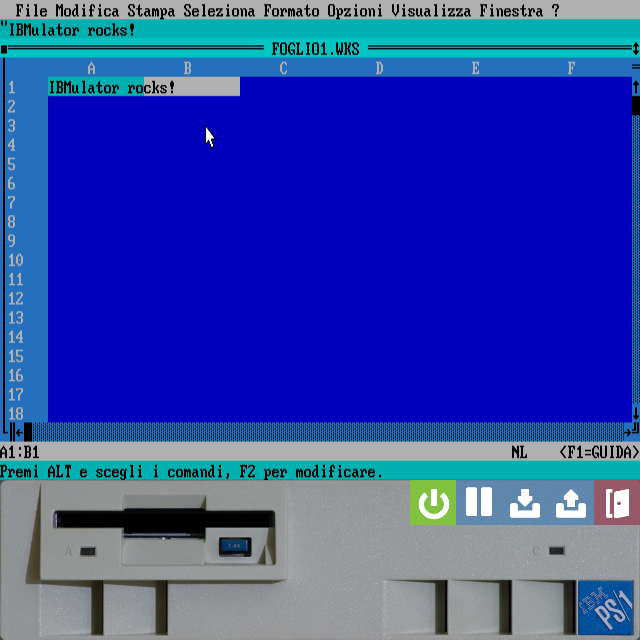 File Modifica Stampa Seleziona Formato Opzioni Visualizza Finestra ?
"IBMulator rocks!
FOGLIO1.WKS
A B C D E F
1 IBMulator rocks!
2
3
4
5
6
7
8
9
10
11
12
13
14
15
16
17
18
A1:B1 NL <F1=GUIDA>
Premi ALT e scegli i comandi, F2 per modificare.
A
1.44
C
IBM
PS/1